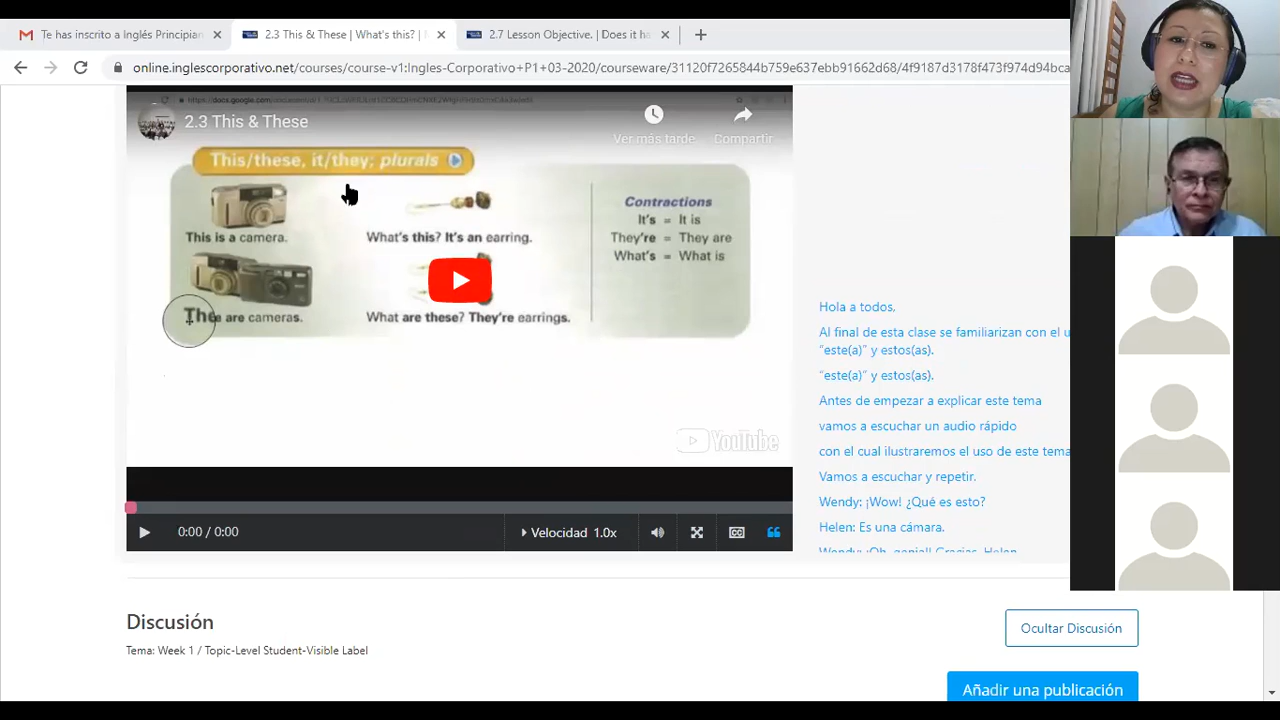 Te has inscrito a Inglés Principian
2.3 This & These | What's this? |
2.7 Lesson Objective. | Does it ha
online.inglescorporativo.net/courses/course-v1:Ingles-Corporativo+P1+03-2020/courseware/31120f7265844b759e637ebb91662d68/4f9187d3178f473f974d94bca
2.3 This & These
Ver más tarde
Compartir
This/these, it/they; plurals
This is a camera.
What's this? It's an earring.
are cameras.
What are these? They're earrings.
Contractions
It's = It is
They're = They are
What's = What is
YouTube
0:00 / 0:00
Velocidad 1.0x
Hola a todos,
Al final de esta clase se familiarizan con el u
"este(a)" y estos(as).
"este(a)" y estos(as).
Antes de empezar a explicar este tema
vamos a escuchar un audio rápido
con el cual ilustraremos el uso de este tema
Vamos a escuchar y repetir.
Wendy: ¡Wow! ¿Qué es esto?
Helen: Es una cámara.
Wendy: ¡Oh, genial! Gracias, Helen
Discusión
Tema: Week 1 / Topic-Level Student-Visible Label
Ocultar Discusión
Añadir una publicación